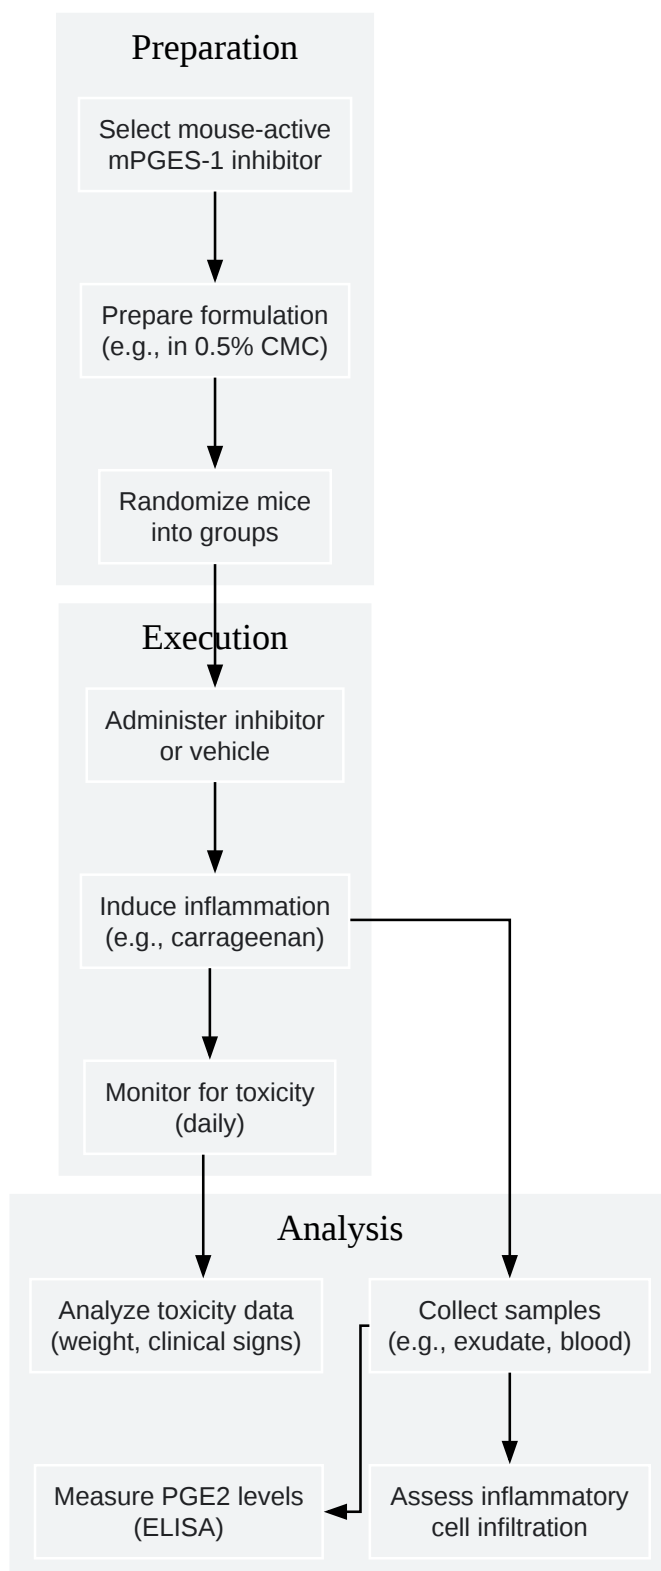 Preparation
Select mouse-active
mPGES-1 inhibitor
Prepare formulation
(e.g., in 0.5% CMC)
Randomize mice
into groups
Execution
Administer inhibitor
or vehicle
Induce inflammation
(e.g., carrageenan)
Monitor for toxicity
(daily)
Analysis
Analyze toxicity data
(weight, clinical signs)
Collect samples
(e.g., exudate, blood)
Measure PGE2 levels
(ELISA)
Assess inflammatory
cell infiltration